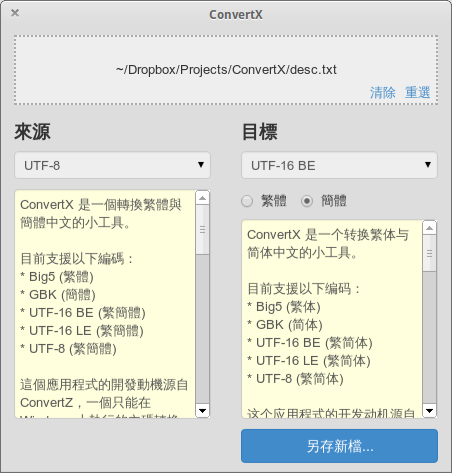 ConvertX
~/Dropbox/Projects/ConvertX/desc.txt
清除 重選
來源
UTF-8
ConvertX 是一個轉換繁體與
簡體中文的小工具。
目前支援以下編碼：
* Big5 (繁體)
* GBK (簡體)
* UTF-16 BE (繁簡體)
* UTF-16 LE (繁簡體)
* UTF-8 (繁簡體)
這個應用程式的開發動機源自
ConvertZ，一個只能在
目標
UTF-16 BE
繁體 簡體
ConvertX 是一个转换繁体与
简体中文的小工具。
目前支援以下编码：
* Big5 (繁体)
* GBK (简体)
* UTF-16 BE (繁简体)
* UTF-16 LE (繁简体)
* UTF-8 (繁简体)
这个应用程式的开发动机源自
另存新檔...